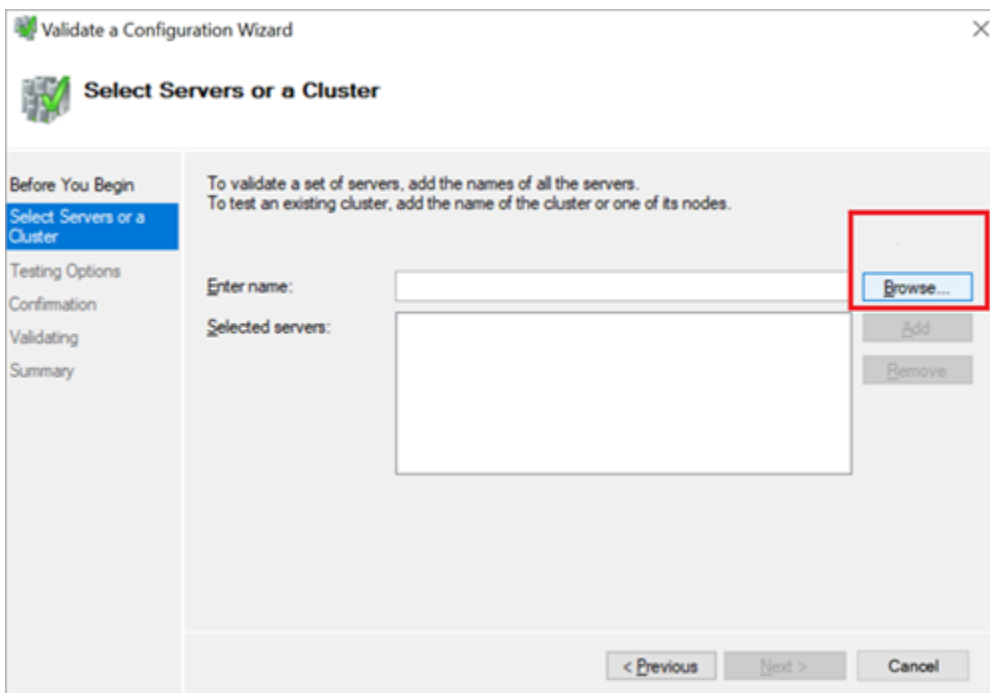 Validate a Configuration Wizard
Select Servers or a Cluster
Before You Begin
Select Servers or a
Cluster
Testing Options
Confirmation
Validating
Summary
To validate a set of servers, add the names of all the servers.
To test an existing cluster, add the name of the cluster or one of its nodes.
Enter name:
Browse...
Selected servers:
Add
Remove
< Previous
Next >
Cancel